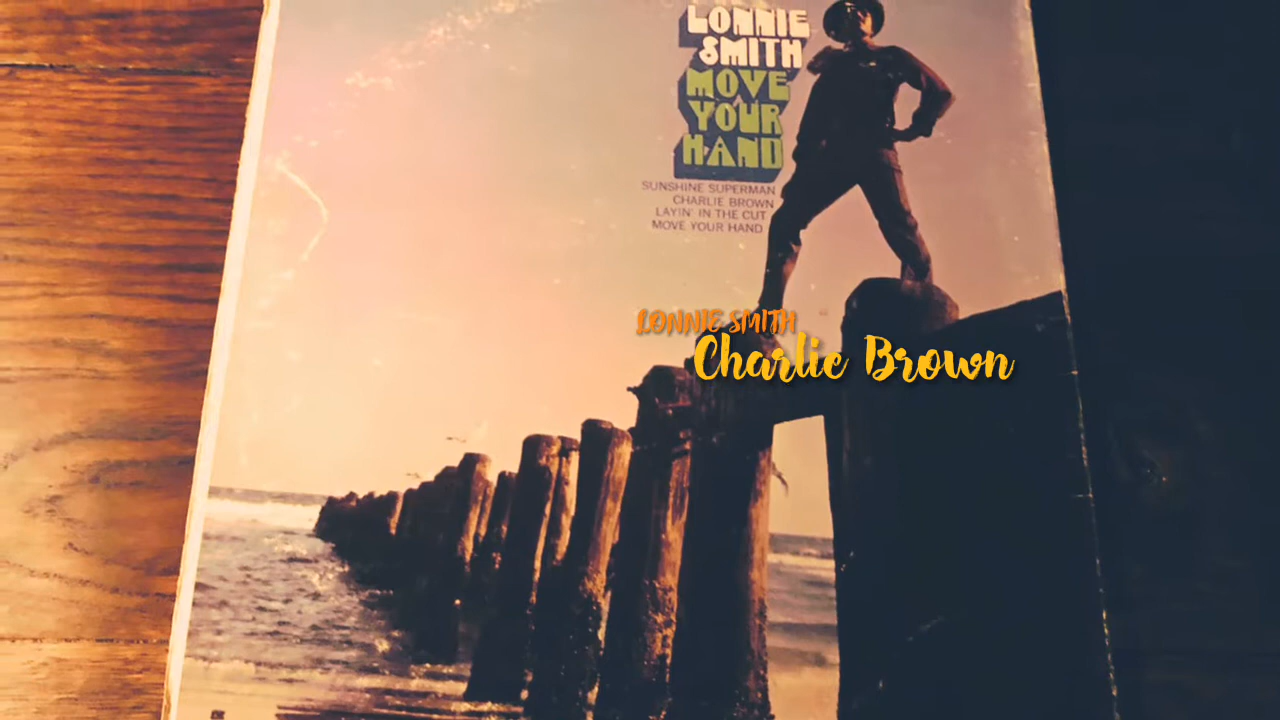 LONNIE
SMITH
MOVE
YOUR
HAND
SUNSHINE SUPERMAN
CHARLIE BROWN
LAYIN' IN THE CUT
MOVE YOUR HAND
LONNIE SMITH
Charlie Brown